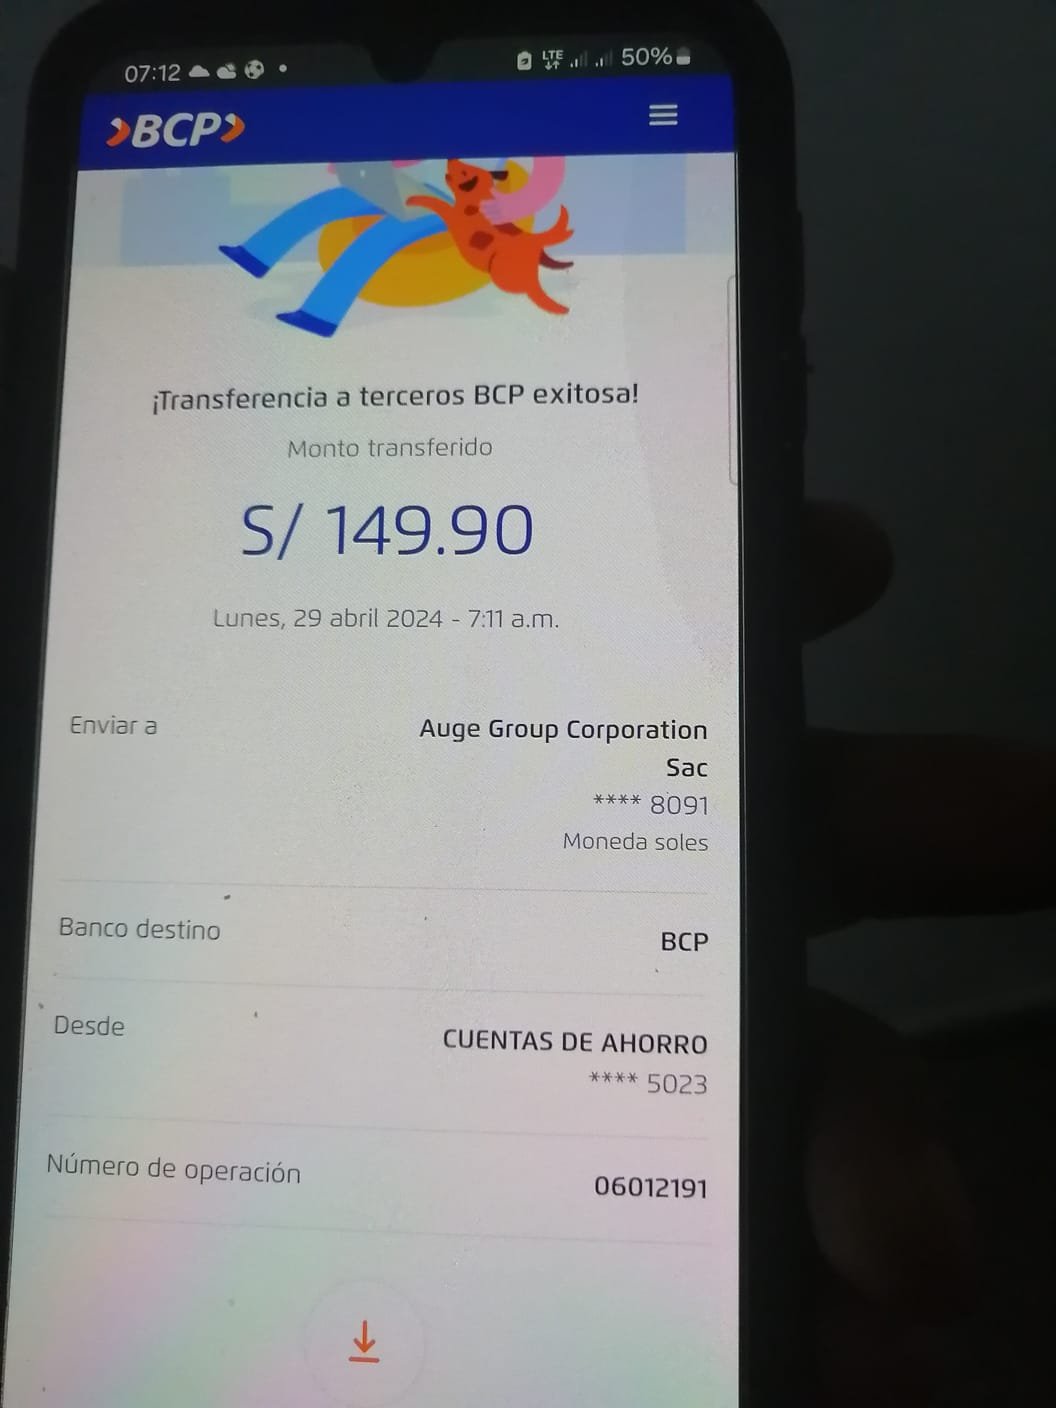 07:12 LTE 50%
BCP
¡Transferencia a terceros BCP exitosa!
Monto transferido
S/ 149.90
Lunes, 29 abril 2024 - 7:11 a.m.
Enviar a Auge Group Corporation
Sac
**** 8091
Moneda soles
Banco destino BCP
Desde CUENTAS DE AHORRO
**** 5023
Número de operación 06012191